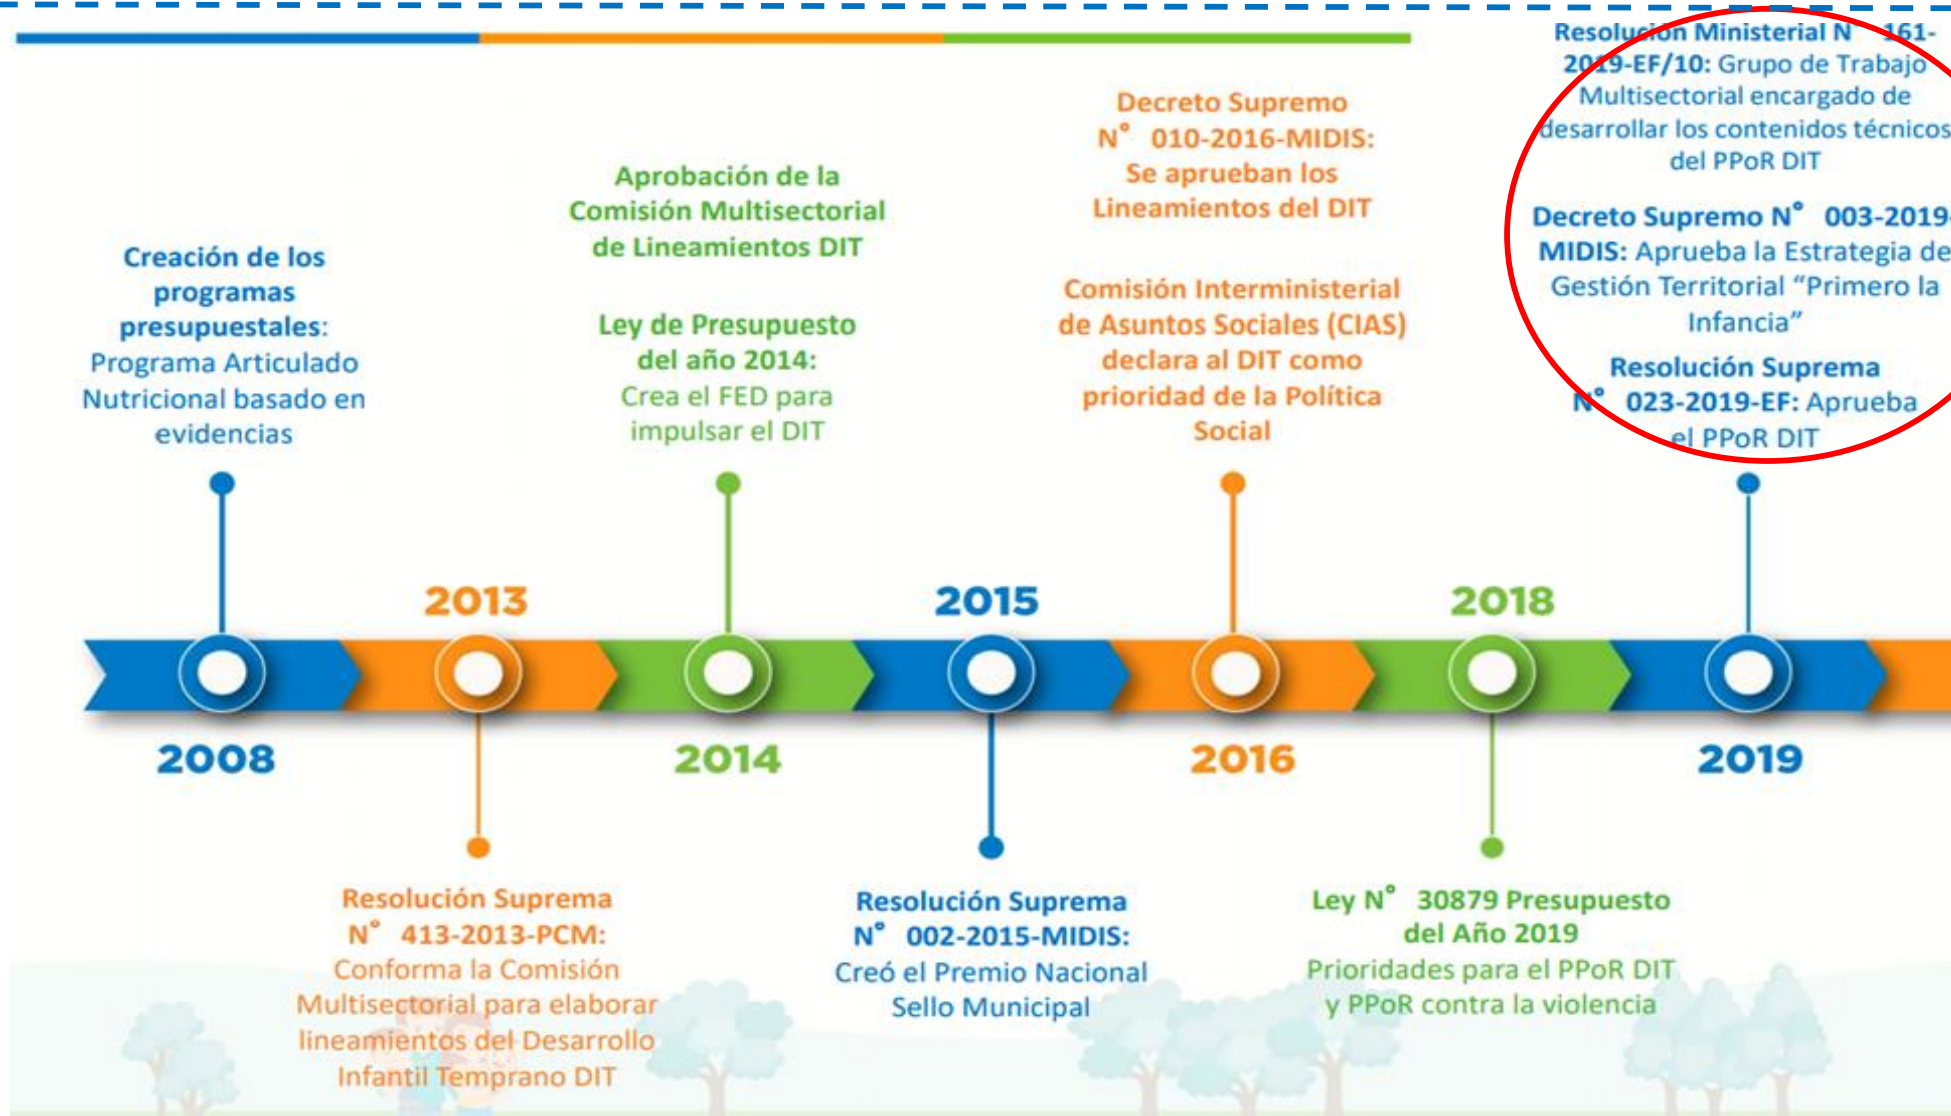 Creación de los
programas
presupuestales:
Programa Articulado
Nutricional basado en
evidencias
2008
2013
Resolución Suprema
N° 413-2013-PCM:
Conforma la Comisión
Multisectorial para elaborar
lineamientos del Desarrollo
Infantil Temprano DIT
Aprobación de la
Comisión Multisectorial
de Lineamientos DIT
Ley de Presupuesto
del año 2014:
Crea el FED para
impulsar el DIT
2014
2015
Resolución Suprema
N° 002-2015-MIDIS:
Creó el Premio Nacional
Sello Municipal
Decreto Supremo
N° 010-2016-MIDIS:
Se aprueban los
Lineamientos del DIT
Comisión Interministerial
de Asuntos Sociales (CIAS)
declara al DIT como
prioridad de la Política
Social
2016
2018
Ley N° 30879 Presupuesto
del Año 2019
Prioridades para el PPoR DIT
y PPoR contra la violencia
Resolución Ministerial N 161-
2019-EF/10: Grupo de Trabajo
Multisectorial encargado de
desarrollar los contenidos técnicos
del PPoR DIT
Decreto Supremo N° 003-2019-
MIDIS: Aprueba la Estrategia de
Gestión Territorial “Primero la
Infancia”
Resolución Suprema
N° 023-2019-EF: Aprueba
el PPoR DIT
2019